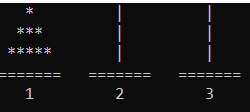 *         |         |
 ***        |         |
*****       |         |
=======   =======   =======
   1         2         3